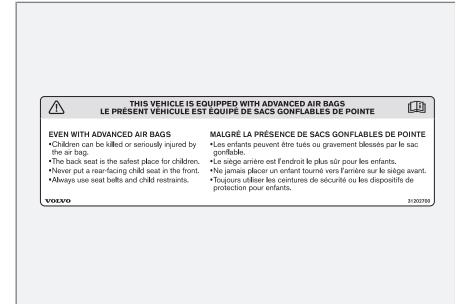 THIS VEHICLE IS EQUIPPED WITH ADVANCED AIR BAGS
LE PRÉSENT VÉHICULE EST ÉQUIPÉ DE SACS GONFLABLES DE POINTE
EVEN WITH ADVANCED AIR BAGS
•Children can be killed or seriously injured by
the air bag.
•The back seat is the safest place for children.
•Never put a rear-facing child seat in the front.
•Always use seat belts and child restraints.
MALGRÉ LA PRÉSENCE DE SACS GONFLABLES DE POINTE
•Les enfants peuvent être tués ou gravement blessés par le sac
gonflable.
•Le siège arrière est l'endroit le plus sûr pour les enfants.
•Ne jamais placer un enfant tourné vers l'arrière sur le siège avant.
•Toujours utiliser les ceintures de sécurité ou les dispositifs de
protection pour enfants.
VOLVO
31202700